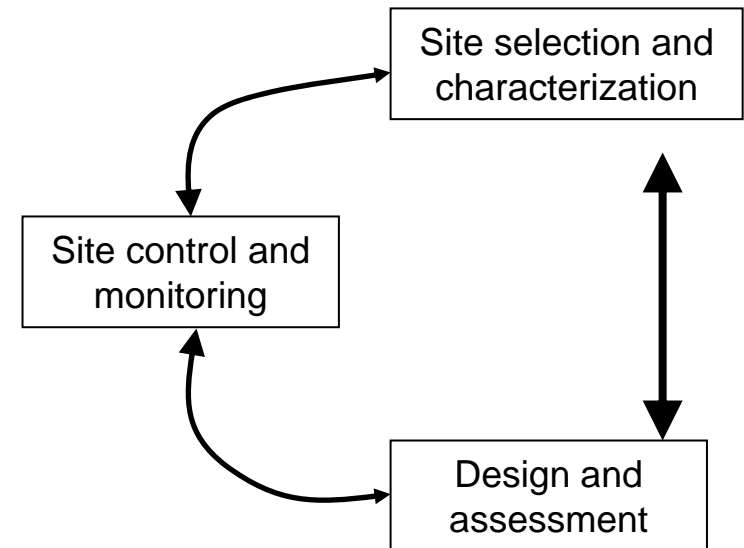 Site selection and
characterization
Site control and
monitoring
Design and
assessment